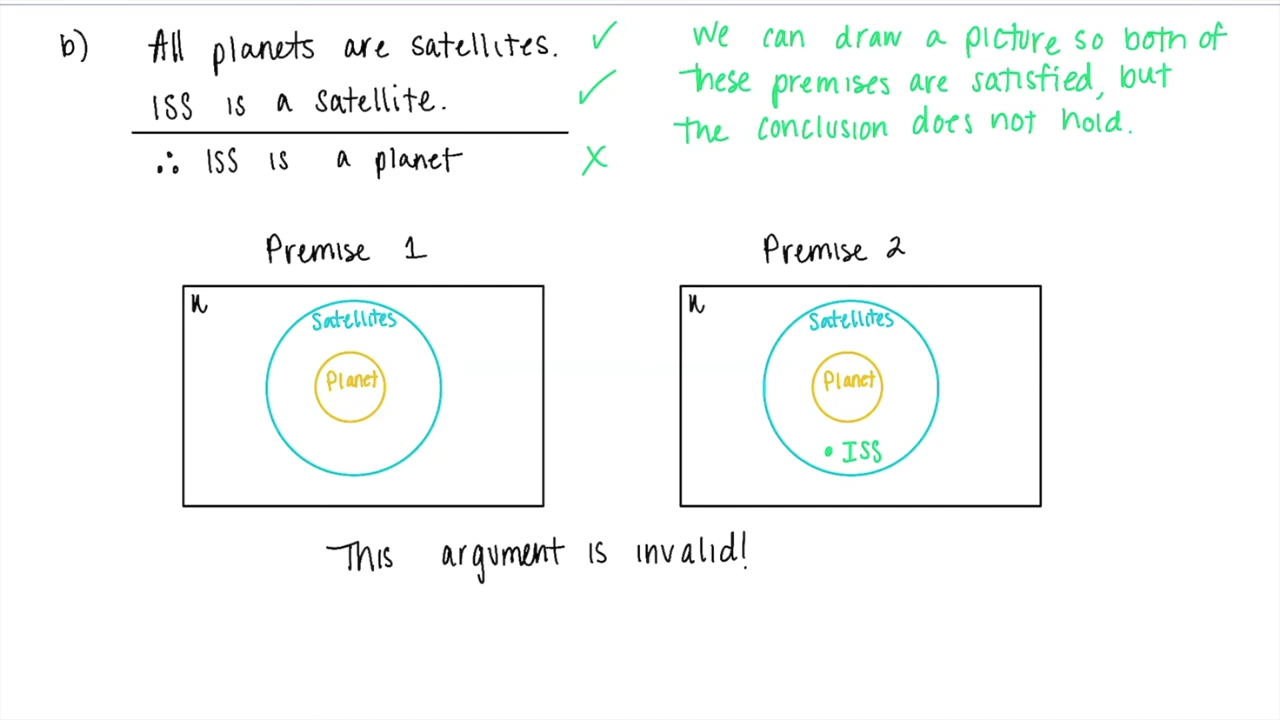 b) All planets are satellites. ✓
ISS is a satellite. ✓
∴ ISS is a planet X
We can draw a picture so both of
these premises are satisfied, but
the conclusion does not hold.
Premise 1
U
Satellites
Planet
Premise 2
U
Satellites
Planet
• ISS
This argument is invalid!